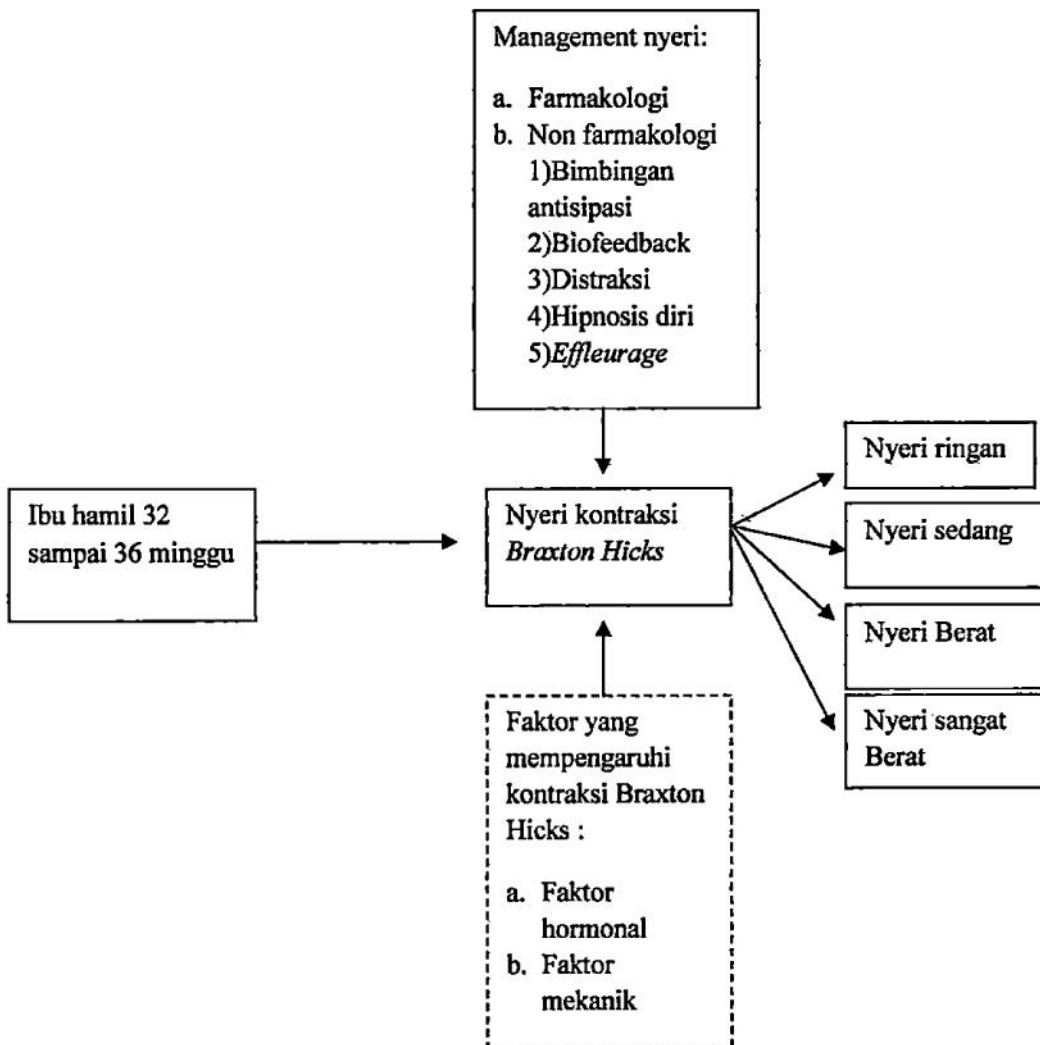 Management nyeri:
a. Farmakologi
b. Non farmakologi
1)Bimbingan
antisipasi
2)Biofeedback
3)Distraksi
4)Hipnosis diri
5)Effleurage
Ibu hamil 32
sampai 36 minggu
Nyeri kontraksi
Braxton Hicks
Nyeri ringan
Nyeri sedang
Nyeri Berat
Nyeri sangat
Berat
Faktor yang
mempengaruhi
kontraksi Braxton
Hicks :
a. Faktor
hormonal
b. Faktor
mekanik